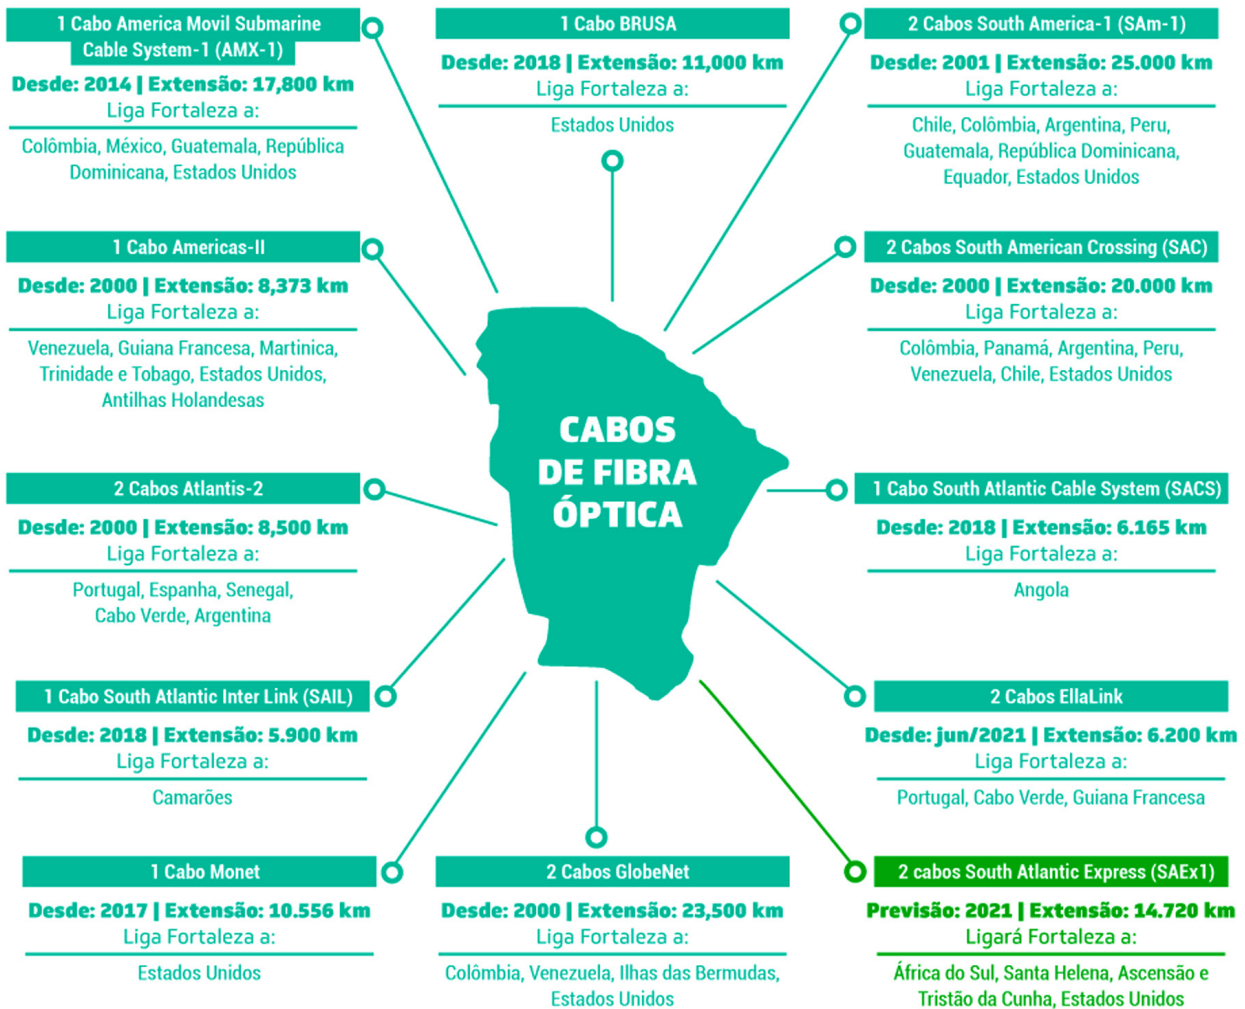 1 Cabo America Movil Submarine
Cable System-1 (AMX-1)
Desde: 2014 | Extensão: 17,800 km
Liga Fortaleza a:
Colômbia, México, Guatemala, República
Dominicana, Estados Unidos
1 Cabo BRUSA
Desde: 2018 | Extensão: 11,000 km
Liga Fortaleza a:
Estados Unidos
2 Cabos South America-1 (SAm-1)
Desde: 2001 | Extensão: 25.000 km
Liga Fortaleza a:
Chile, Colômbia, Argentina, Peru,
Guatemala, República Dominicana,
Equador, Estados Unidos
1 Cabo Americas-II
Desde: 2000 | Extensão: 8,373 km
Liga Fortaleza a:
Venezuela, Guiana Francesa, Martinica,
Trinidade e Tobago, Estados Unidos,
Antilhas Holandesas
2 Cabos South American Crossing (SAC)
Desde: 2000 | Extensão: 20.000 km
Liga Fortaleza a:
Colômbia, Panamá, Argentina, Peru,
Venezuela, Chile, Estados Unidos
CABOS
DE FIBRA
ÓPTICA
2 Cabos Atlantis-2
Desde: 2000 | Extensão: 8,500 km
Liga Fortaleza a:
Portugal, Espanha, Senegal,
Cabo Verde, Argentina
1 Cabo South Atlantic Cable System (SACS)
Desde: 2018 | Extensão: 6.165 km
Liga Fortaleza a:
Angola
1 Cabo South Atlantic Inter Link (SAIL)
Desde: 2018 | Extensão: 5.900 km
Liga Fortaleza a:
Camarões
2 Cabos EllaLink
Desde: jun/2021 | Extensão: 6.200 km
Liga Fortaleza a:
Portugal, Cabo Verde, Guiana Francesa
1 Cabo Monet
Desde: 2017 | Extensão: 10.556 km
Liga Fortaleza a:
Estados Unidos
2 Cabos GlobeNet
Desde: 2000 | Extensão: 23,500 km
Liga Fortaleza a:
Colômbia, Venezuela, Ilhas das Bermudas,
Estados Unidos
2 cabos South Atlantic Express (SAEx1)
Previsão: 2021 | Extensão: 14.720 km
Ligará Fortaleza a:
África do Sul, Santa Helena, Ascensão e
Tristão da Cunha, Estados Unidos